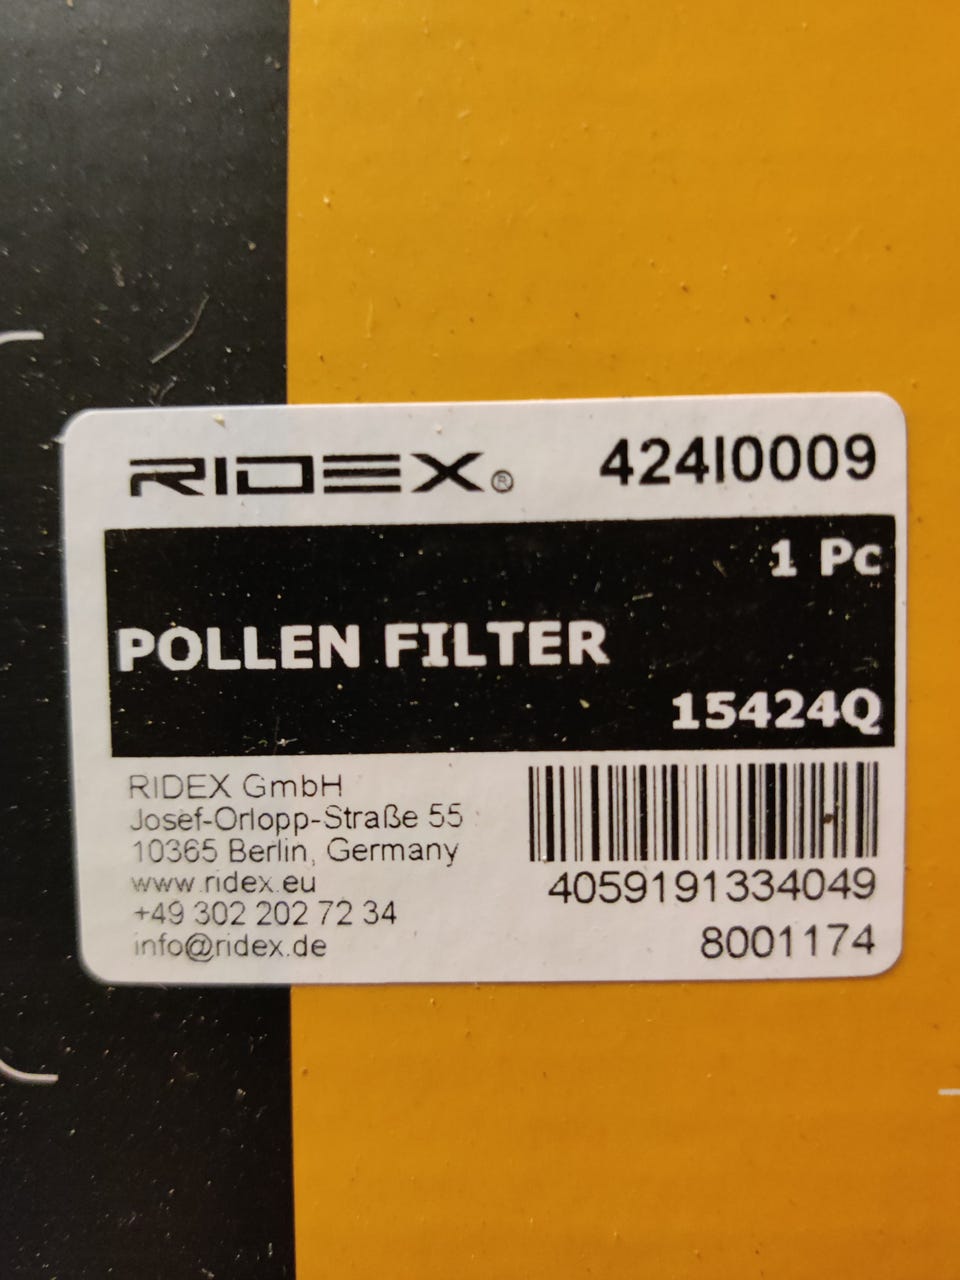 RIDEX® 424I0009
1 Pc
POLLEN FILTER
15424Q
RIDEX GmbH
Josef-Orlopp-Straße 55
10365 Berlin, Germany
www.ridex.eu
+49 302 202 72 34
info@ridex.de
4059191334049
8001174